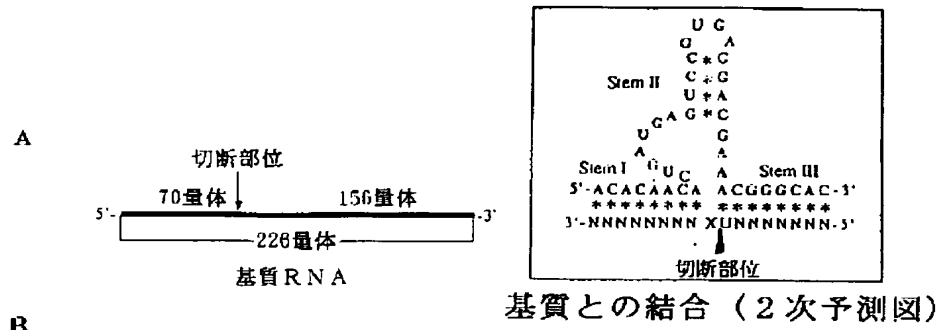 A
切断部位
70量体
156量体
5'-
-3'
226量体
基質RNA
U G
G A
C * G
C * G
Stem II
U * A
G * C
A G
G
U
A
A
A
Stem I
G U C
A
Stem III
5'-ACACAACA ACGGGCAC-3'
******* ********
3'-NNNNNNNN XUNNNNNNN-5'
切断部位
基質との結合（2次予測図）
B